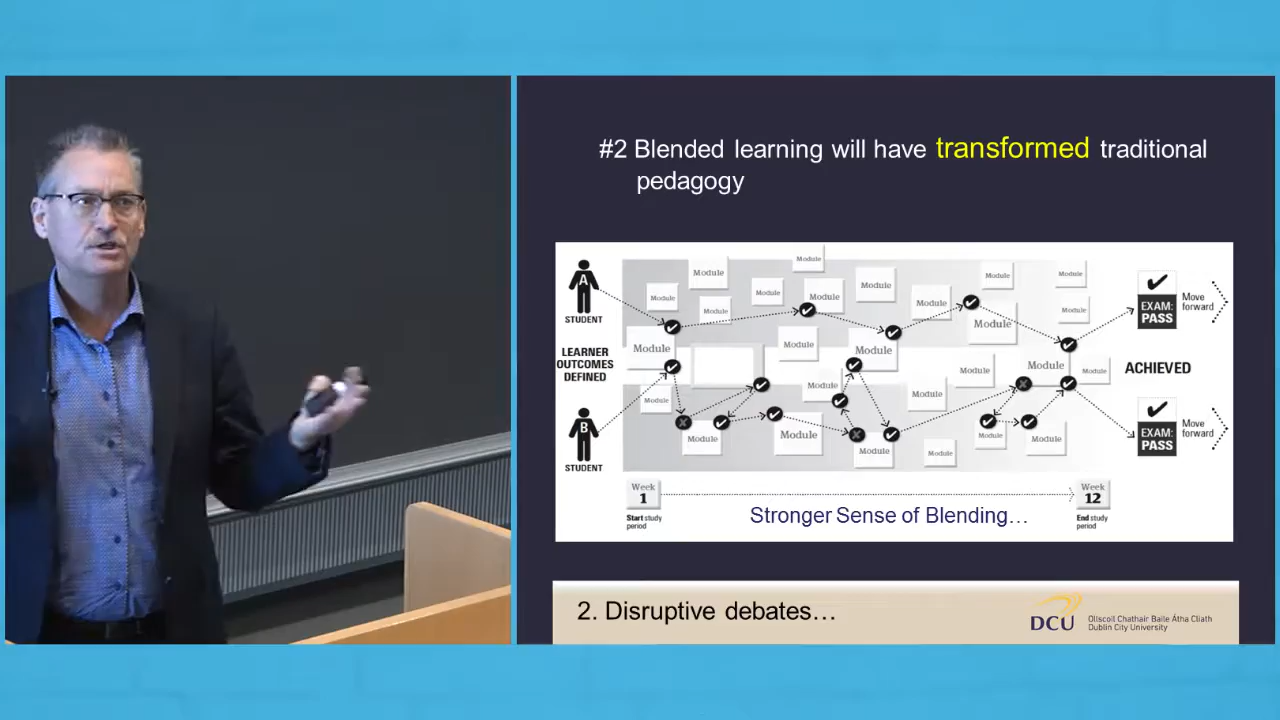 #2 Blended learning will have transformed traditional
pedagogy
Module
Module
Module
Module
Module
Module
Module
Module
Module
Module
Module
Module
Module
A
STUDENT
EXAM:
PASS
Move
forward
LEARNER
OUTCOMES
DEFINED
Module
Module
Module
Module
Module
Module
ACHIEVED
Module
Module
Module
B
STUDENT
Module
Module
Module
Module
Module
Module
EXAM:
PASS
Move
forward
Week
1
Start study
period
Stronger Sense of Blending…
Week
12
End study
period
2. Disruptive debates…
DCU
Ollscoil Chathair Baile Átha Cliath
Dublin City University